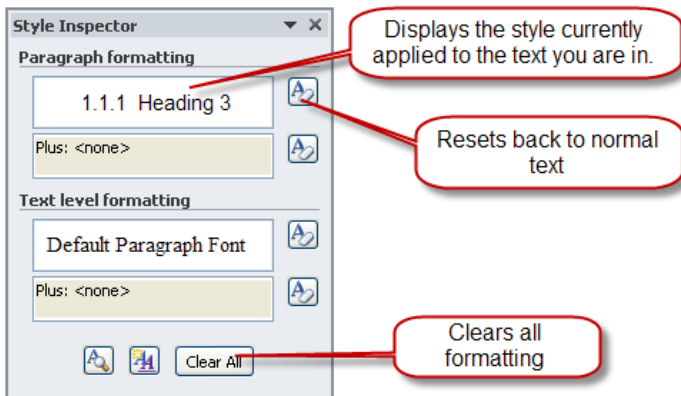 Style Inspector
Displays the style currently
applied to the text you are in.
Paragraph formatting
1.1.1 Heading 3
Plus: <none>
Resets back to normal
text
Text level formatting
Default Paragraph Font
Plus: <none>
Clears all
formatting
Clear All